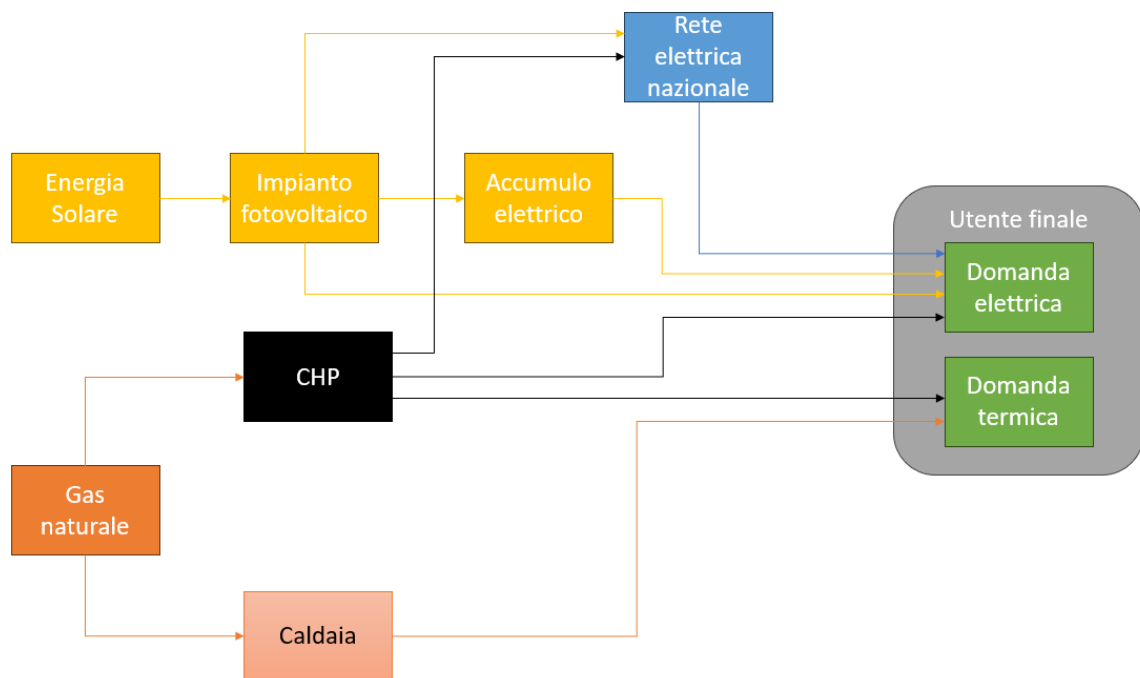 Rete
elettrica
nazionale
Energia
Solare
Impianto
fotovoltaico
Accumulo
elettrico
Utente finale
Domanda
elettrica
CHP
Domanda
termica
Gas
naturale
Caldaia